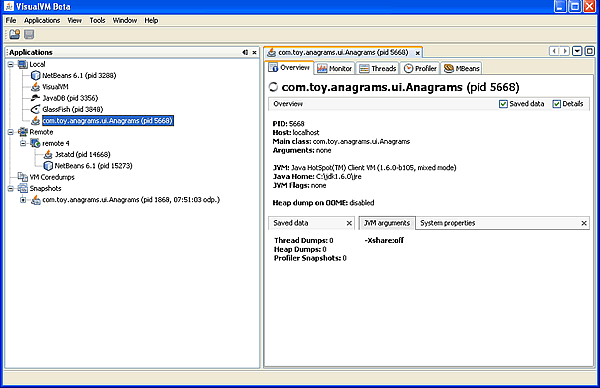 VisualVM Beta
File Applications View Tools Window Help
Applications
Local
NetBeans 6.1 (pid 3288)
VisualVM
JavaDB (pid 3356)
GlassFish (pid 3848)
com.toy.anagrams.ui.Anagrams (pid 5668)
Remote
remote 4
Jstatd (pid 14668)
NetBeans 6.1 (pid 15273)
VM Coredumps
Snapshots
com.toy.anagrams.ui.Anagrams (pid 1868, 07:51:03 odp.)
com.toy.anagrams.ui.Anagrams (pid 5668)
Overview Monitor Threads Profiler MBeans
com.toy.anagrams.ui.Anagrams (pid 5668)
Overview Saved data Details
PID: 5668
Host: localhost
Main class: com.toy.anagrams.ui.Anagrams
Arguments: none
JVM: Java HotSpot(TM) Client VM (1.6.0-b105, mixed mode)
Java Home: C:\jdk1.6.0\jre
JVM Flags: none
Heap dump on OOME: disabled
Saved data JVM arguments System properties
Thread Dumps: 0 -Xshare:off
Heap Dumps: 0
Profiler Snapshots: 0